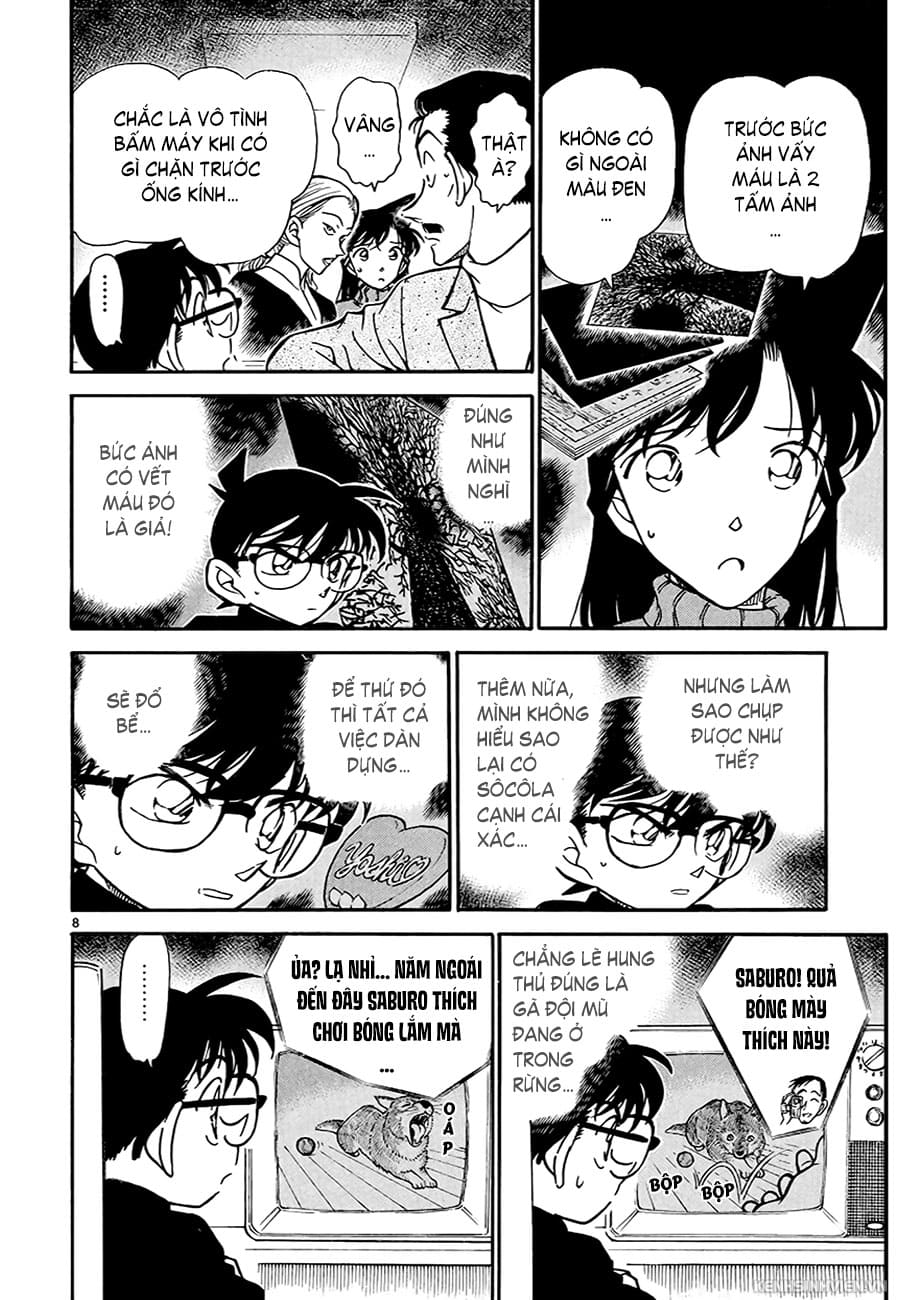 TRƯỚC BỨC
ẢNH VẤY
MÁU LÀ 2
TẤM ẢNH
...
KHÔNG CÓ
GÌ NGOÀI
MÀU ĐEN
...
THẬT
À?
VÂNG
...
CHẮC LÀ VÔ TÌNH
BẤM MÁY KHI CÓ
GÌ CHẶN TRƯỚC
ỐNG KÍNH...
........
ĐÚNG
NHƯ
MÌNH
NGHĨ
...
BỨC ẢNH
CÓ VẾT
MÁU ĐÓ
LÀ GIẢ!
NHƯNG LÀM
SAO CHỤP
ĐƯỢC NHƯ
THẾ?
THÊM NỮA,
MÌNH KHÔNG
HIỂU SAO
LẠI CÓ
SÔCÔLA
CẠNH CÁI
XÁC...
ĐỂ THỨ ĐÓ
THÌ TẤT CẢ
VIỆC DÀN
DỰNG...
SẼ ĐỔ
BỂ...
Yoshio
8
SABURO! QUẢ
BÓNG MÀY
THÍCH NÀY!
CHẲNG LẼ HUNG
THỦ ĐÚNG LÀ
GÃ ĐỘI MŨ
ĐANG Ở
TRONG
RỪNG...
BỘP
BỘP
ỦA? LẠ NHỈ... NĂM NGOÁI
ĐẾN ĐÂY SABURO THÍCH
CHƠI BÓNG LẮM MÀ
...
OÁP
........
KENHSINHVIEN.VN